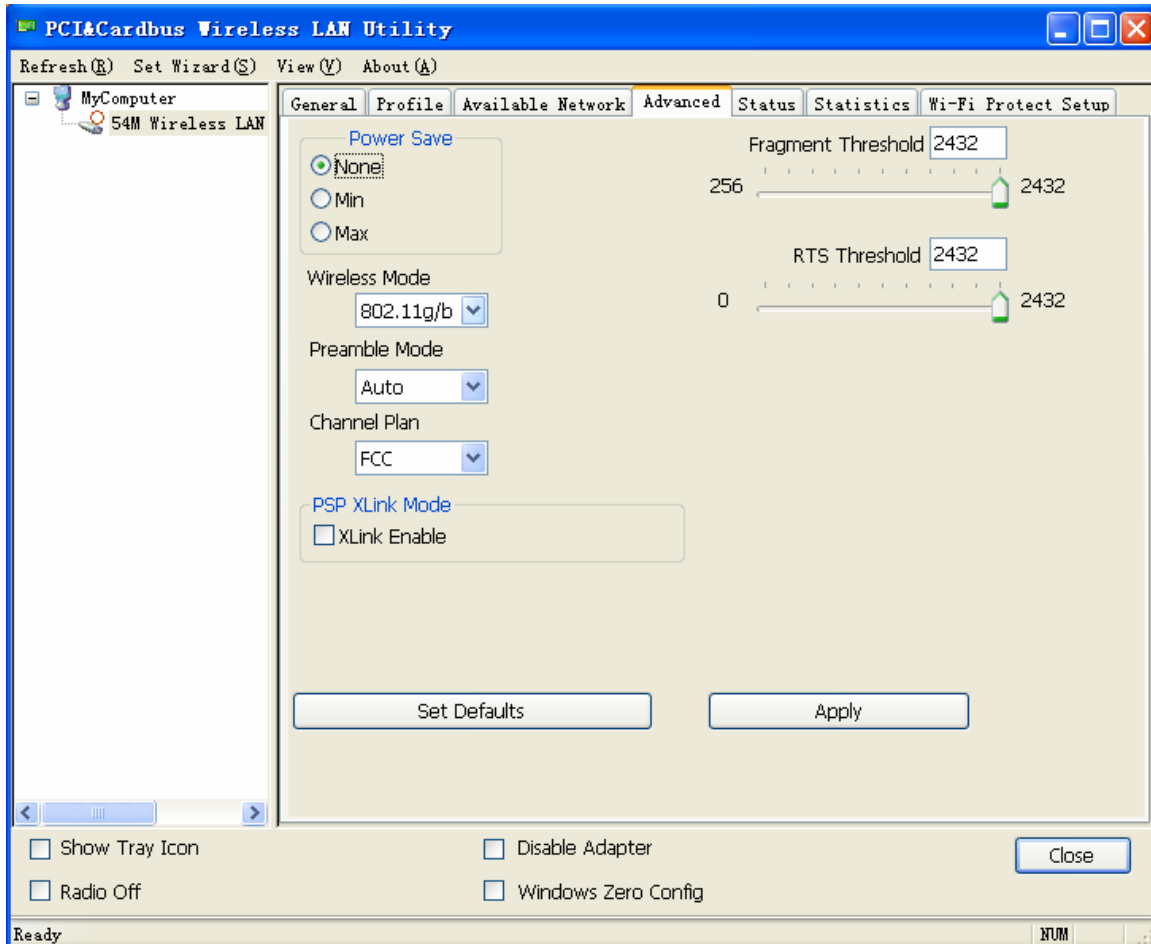 PCI&Cardbus Wireless LAN Utility
Refresh(R) Set Wizard(S) View(V) About(A)
MyComputer
54M Wireless LAN
General Profile Available Network Advanced Status Statistics Wi-Fi Protect Setup
Power Save
None
Min
Max
Wireless Mode
802.11g/b
Preamble Mode
Auto
Channel Plan
FCC
PSP XLink Mode
XLink Enable
Fragment Threshold 2432
256 2432
RTS Threshold 2432
0 2432
Set Defaults Apply
Show Tray Icon Disable Adapter Close
Radio Off Windows Zero Config
Ready NUM